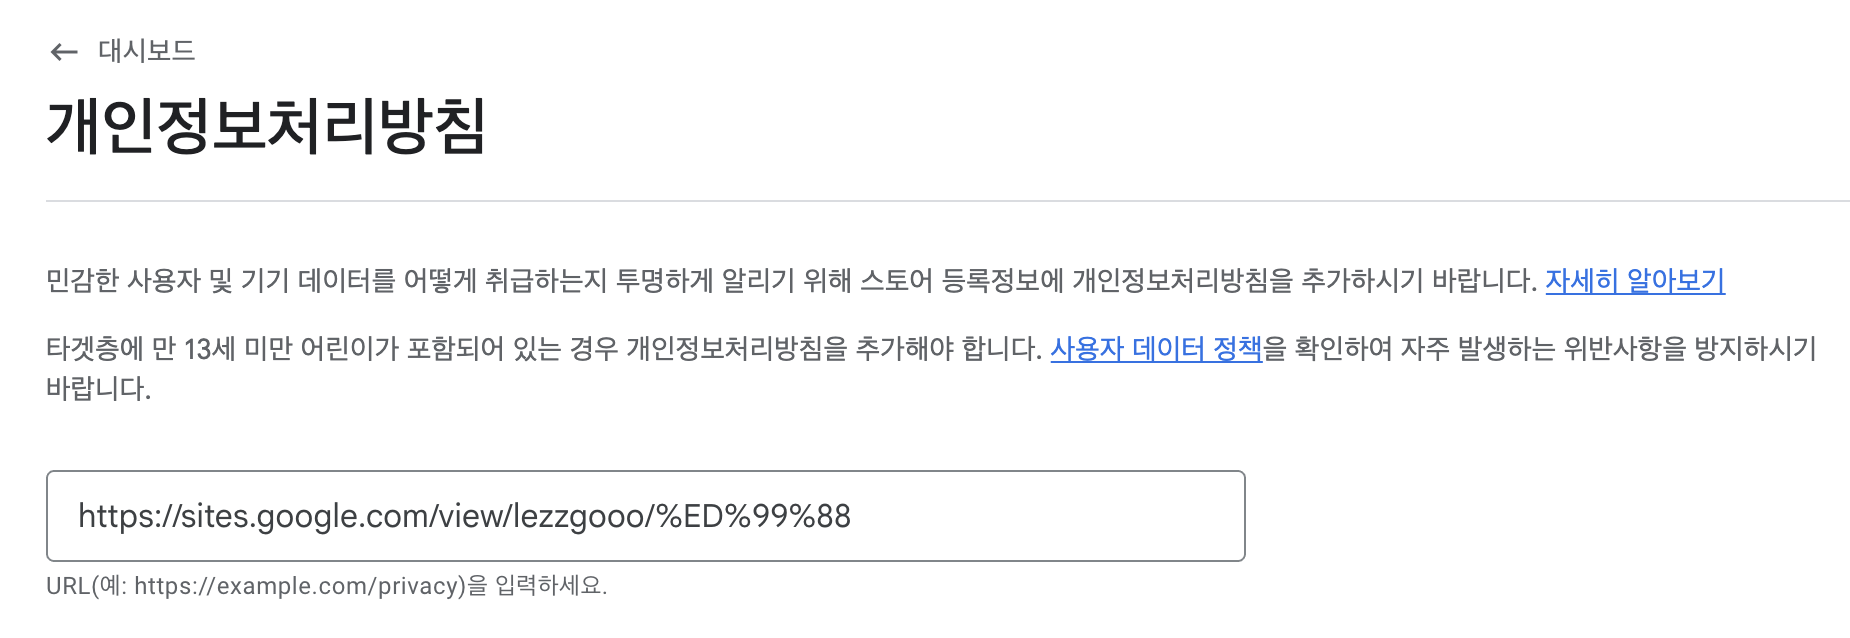 ← 대시보드
개인정보처리방침
민감한 사용자 및 기기 데이터를 어떻게 취급하는지 투명하게 알리기 위해 스토어 등록정보에 개인정보처리방침을 추가하시기 바랍니다. 자세히 알아보기
타겟층에 만 13세 미만 어린이가 포함되어 있는 경우 개인정보처리방침을 추가해야 합니다. 사용자 데이터 정책을 확인하여 자주 발생하는 위반사항을 방지하시기
바랍니다.
https://sites.google.com/view/lezzgooo/%ED%99%88
URL(예: https://example.com/privacy)을 입력하세요.